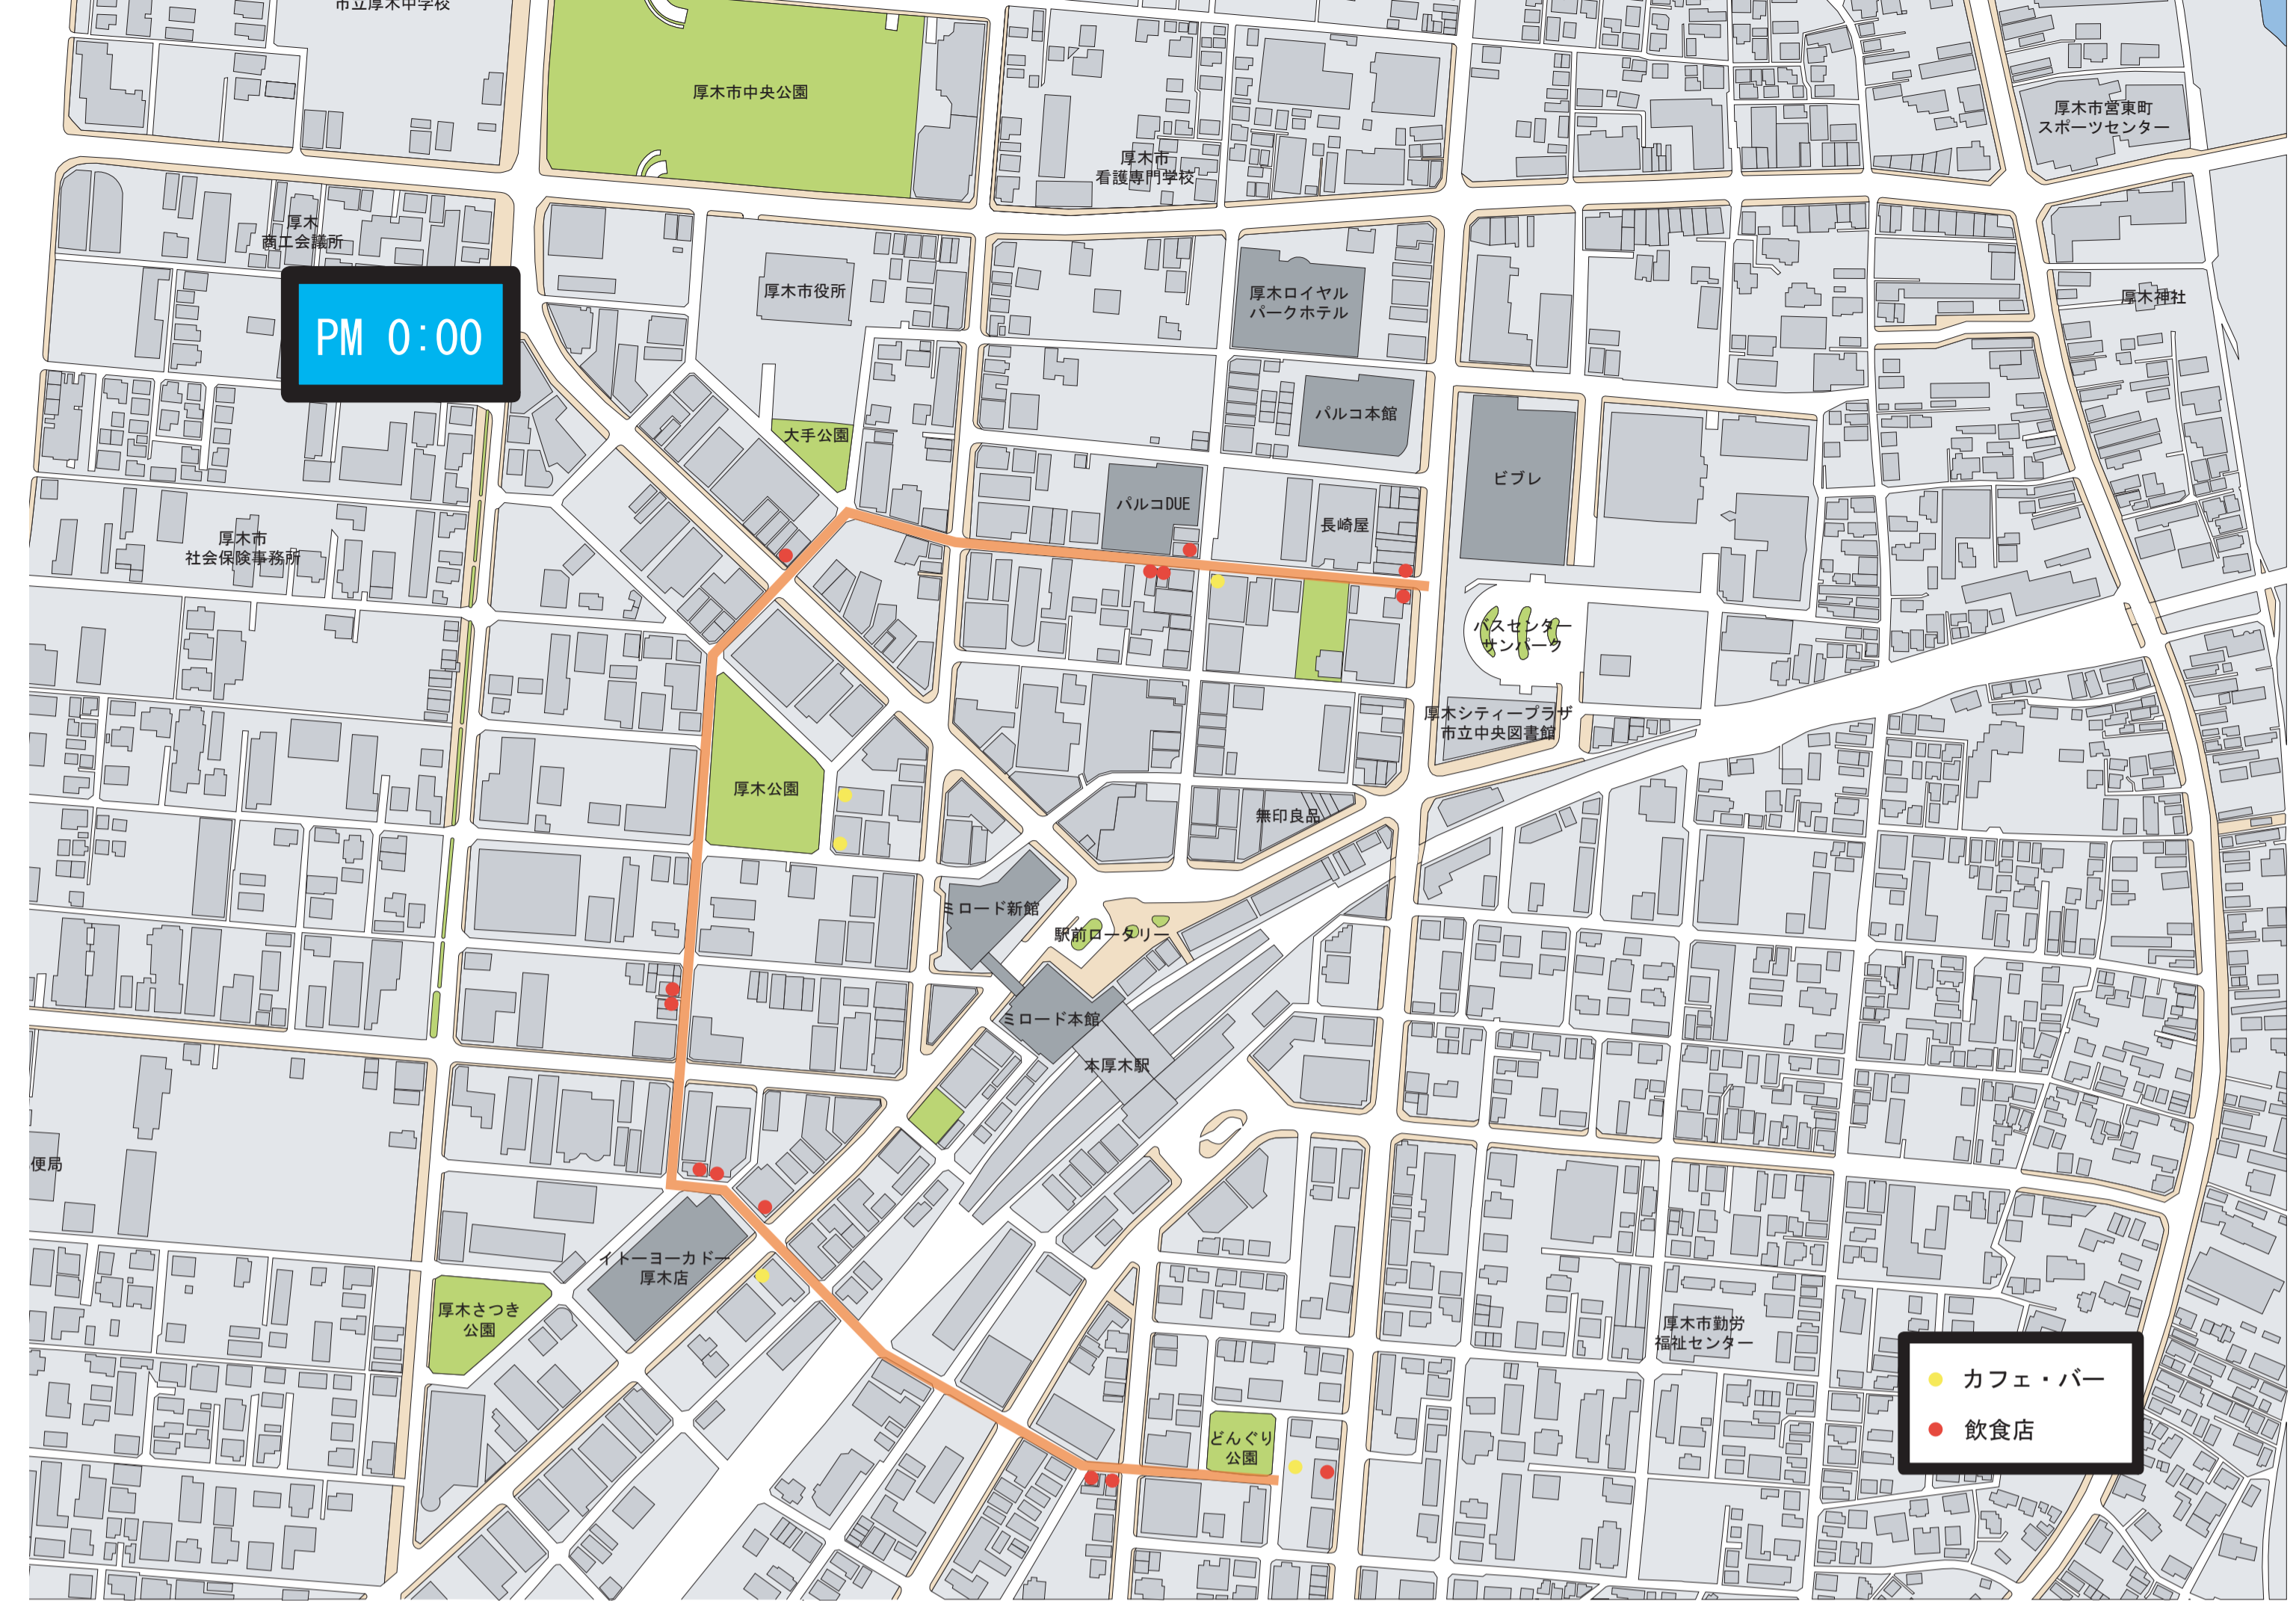 市立厚木中学校
厚木市中央公園
厚木市営東町
スポーツセンター
厚木市
看護専門学校
厚木
商工会議所
厚木市役所
厚木ロイヤル
パークホテル
厚木神社
PM 0:00
パルコ本館
大手公園
ビブレ
パルコDUE
長崎屋
厚木市
社会保険事務所
バスセンター
サンパーク
厚木シティープラザ
市立中央図書館
厚木公園
無印良品
ミロード新館
駅前ロータリー
ミロード本館
本厚木駅
便局
イトーヨーカドー
厚木店
厚木さつき
公園
厚木市勤労
福祉センター
カフェ・バー
飲食店
どんぐり
公園